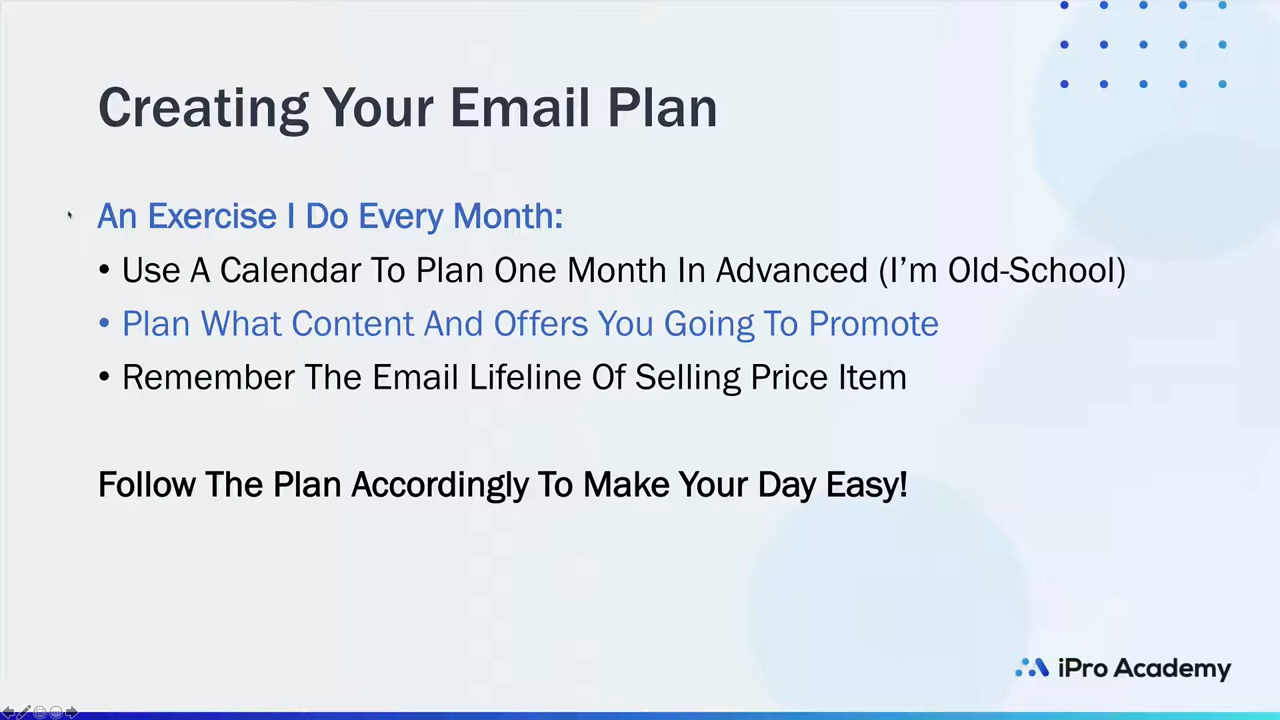 Creating Your Email Plan
An Exercise I Do Every Month:
• Use A Calendar To Plan One Month In Advanced (I’m Old-School)
• Plan What Content And Offers You Going To Promote
• Remember The Email Lifeline Of Selling Price Item
Follow The Plan Accordingly To Make Your Day Easy!
iPro Academy